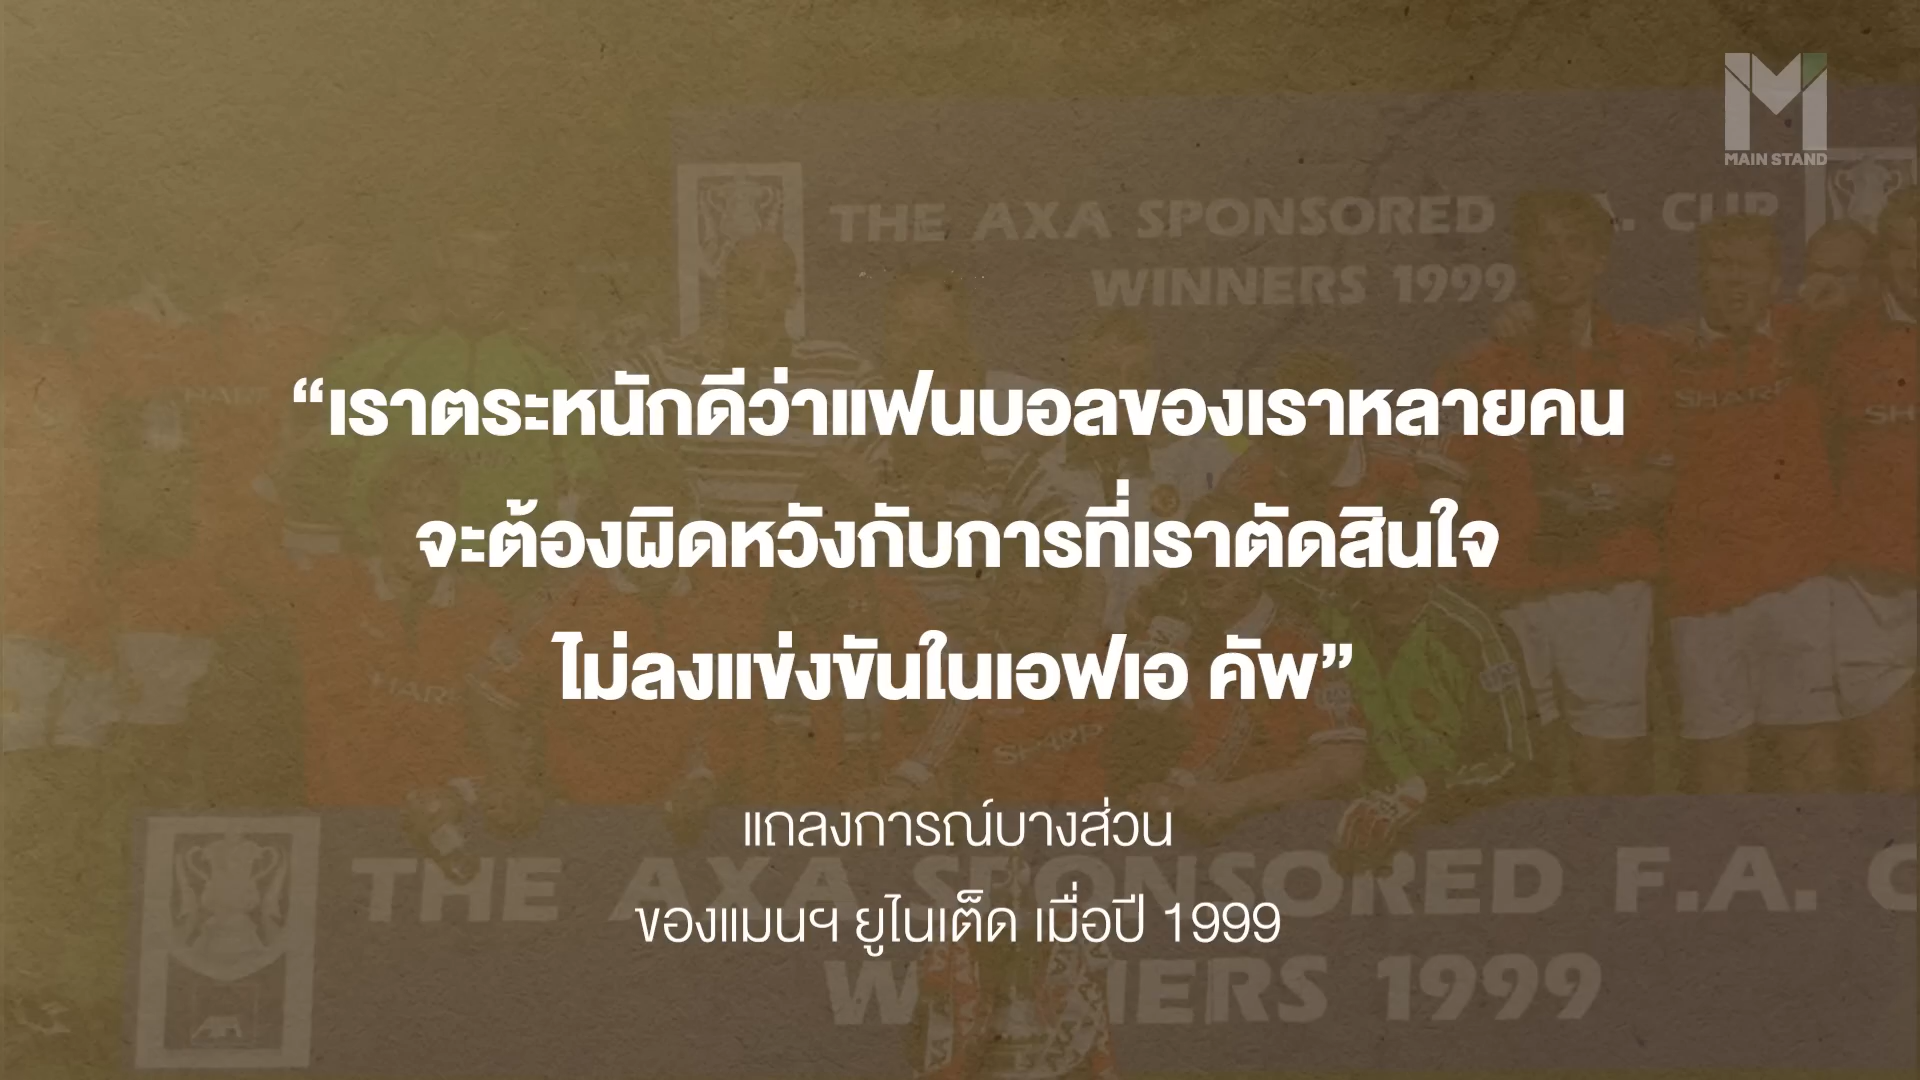 MAIN STAND
THE AXA SPONSORED F.A. CUP
WINNERS 1999
“เราตระหนักดีว่าแฟนบอลของเราหลายคน
จะต้องผิดหวังกับการที่เราตัดสินใจ
ไม่ลงแข่งขันในเอฟเอ คัพ”
SHARP
แถลงการณ์บางส่วน
ของแมนฯ ยูไนเต็ด เมื่อปี 1999
THE AXA SPONSORED F.A. C
WINNERS 1999